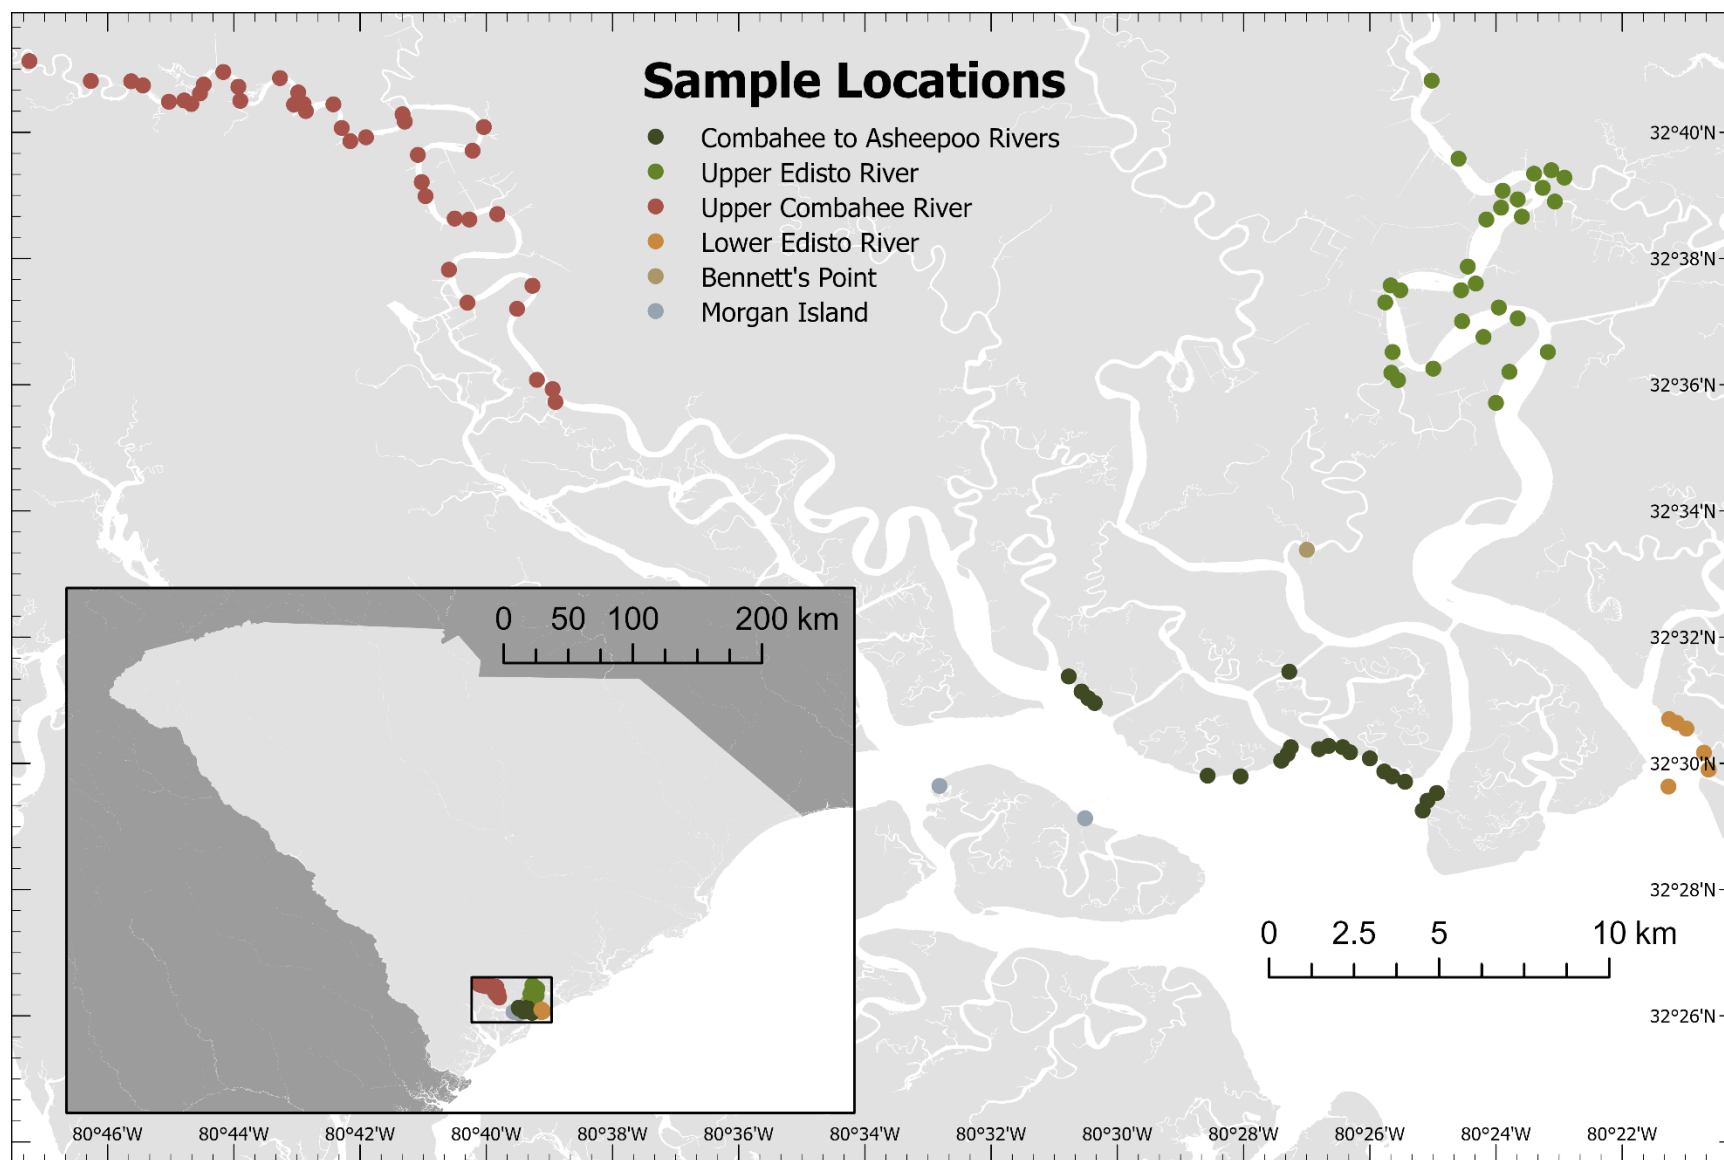 Sample Locations
Combahee to Asheepoo Rivers
Upper Edisto River
Upper Combahee River
Lower Edisto River
Bennett's Point
Morgan Island
32°40'N
32°38'N
32°36'N
32°34'N
32°32'N
32°30'N
32°28'N
32°26'N
0 50 100 200 km
0 2.5 5 10 km
80°46'W 80°44'W 80°42'W 80°40'W 80°38'W 80°36'W 80°34'W 80°32'W 80°30'W 80°28'W 80°26'W 80°24'W 80°22'W